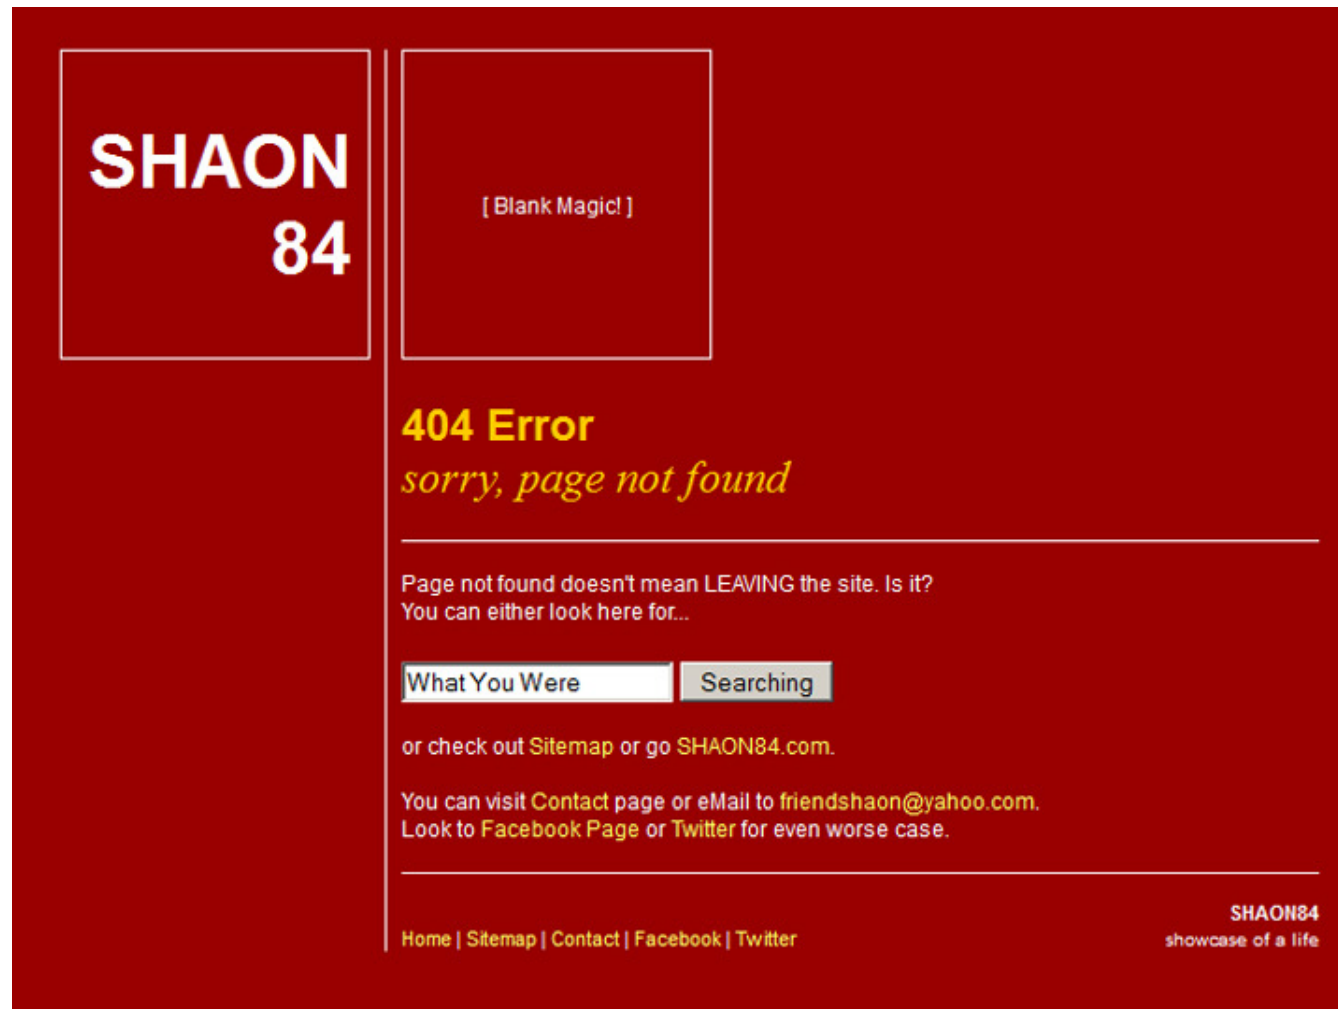 SHAON
84
[ Blank Magic! ]
404 Error
sorry, page not found
Page not found doesn't mean LEAVING the site. Is it?
You can either look here for...
What You Were Searching
or check out Sitemap or go SHAON84.com.
You can visit Contact page or eMail to friendshaon@yahoo.com.
Look to Facebook Page or Twitter for even worse case.
SHAON84
Home | Sitemap | Contact | Facebook | Twitter showcase of a life